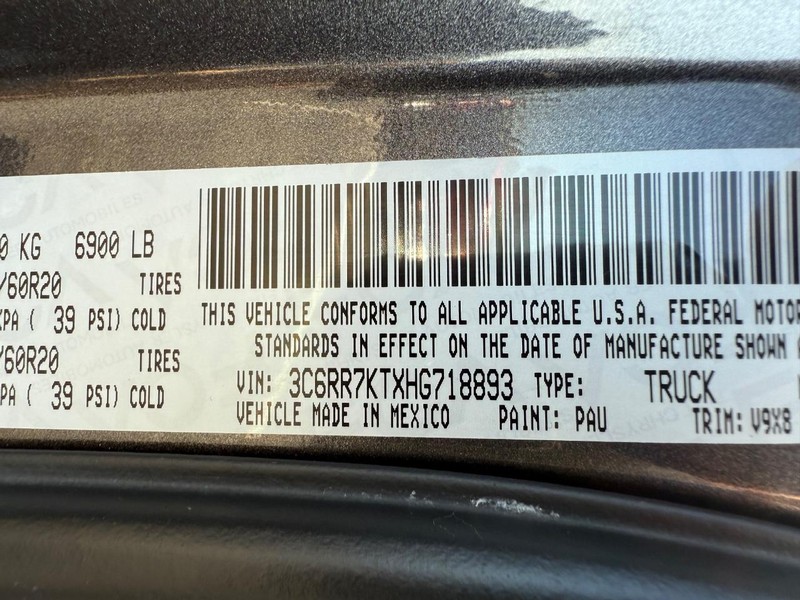 0 KG 6900 LB
/60R20 TIRES
KPA ( 39 PSI) COLD
/60R20 TIRES
PA ( 39 PSI) COLD
THIS VEHICLE CONFORMS TO ALL APPLICABLE U.S.A. FEDERAL MOTOR
STANDARDS IN EFFECT ON THE DATE OF MANUFACTURE SHOWN A
VIN: 3C6RR7KTXHG718893 TYPE: TRUCK
VEHICLE MADE IN MEXICO PAINT: PAU TRIM: V9X8